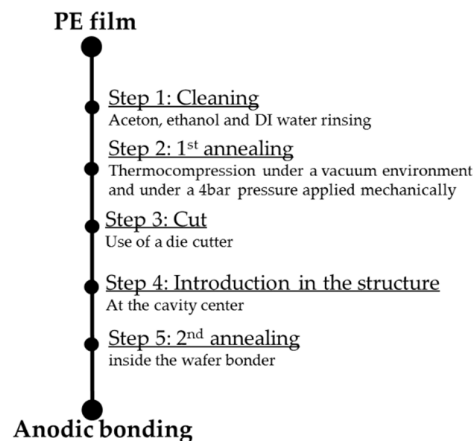 PE film
Step 1: Cleaning
Aceton, ethanol and DI water rinsing
Step 2: 1st annealing
Thermocompression under a vacuum environment
and under a 4bar pressure applied mechanically
Step 3: Cut
Use of a die cutter
Step 4: Introduction in the structure
At the cavity center
Step 5: 2nd annealing
inside the wafer bonder
Anodic bonding